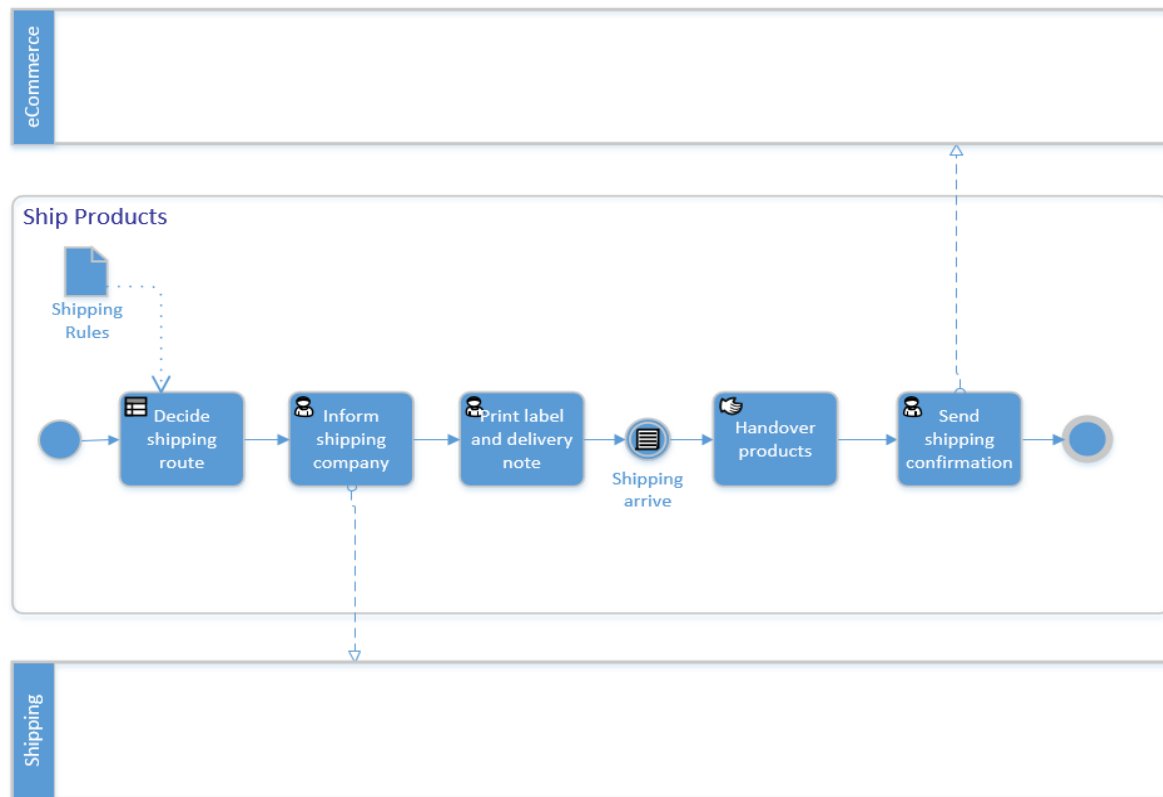 eCommerce
Ship Products
Shipping
Rules
Decide
shipping
route
Inform
shipping
company
Print label
and delivery
note
Shipping
arrive
Handover
products
Send
shipping
confirmation
Shipping